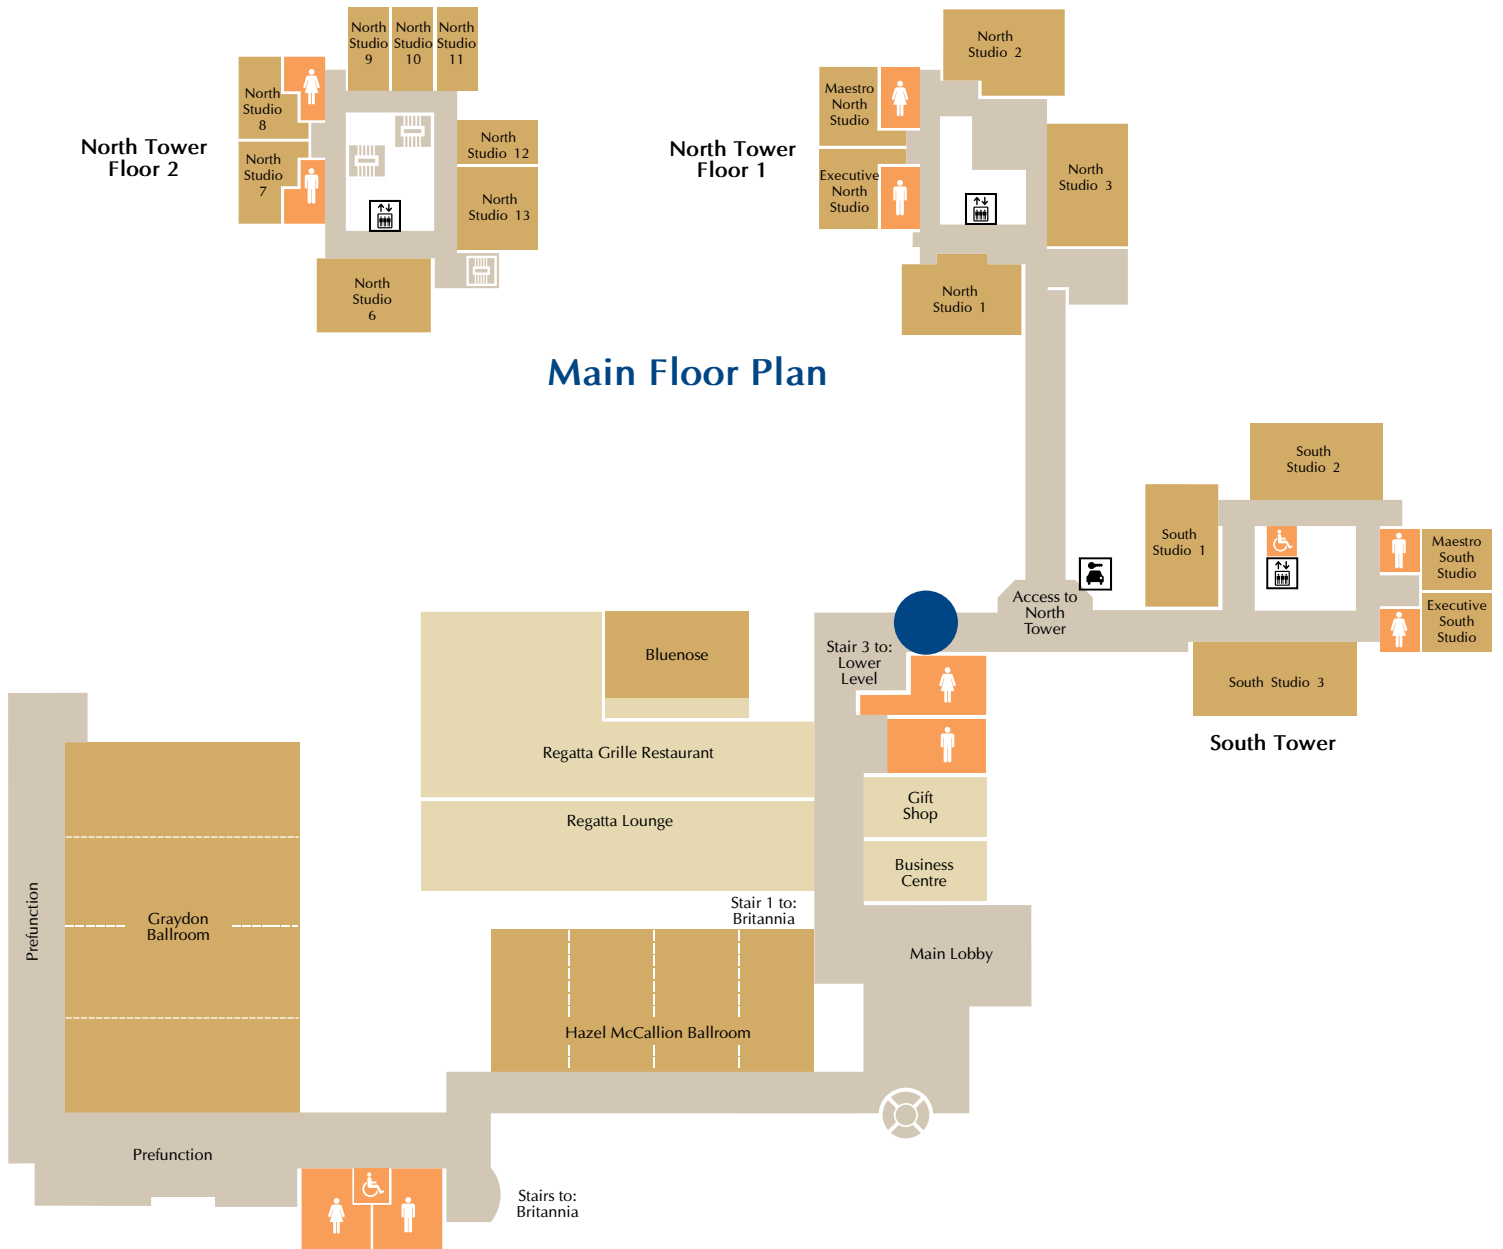 North
Studio
9
North
Studio
10
North
Studio
11
North
Studio
8
North
Studio
7
North Tower
Floor 2
North
Studio 12
North
Studio 13
North
Studio
6
North
Studio 2
Maestro
North
Studio
Executive
North
Studio
North Tower
Floor 1
North
Studio 3
North
Studio 1
Main Floor Plan
South
Studio 2
South
Studio 1
Maestro
South
Studio
Executive
South
Studio
South Studio 3
South Tower
Access to
North
Tower
Stair 3 to:
Lower
Level
Bluenose
Regatta Grille Restaurant
Regatta Lounge
Gift
Shop
Business
Centre
Stair 1 to:
Britannia
Main Lobby
Prefunction
Graydon
Ballroom
Hazel McCallion Ballroom
Prefunction
Stairs to:
Britannia